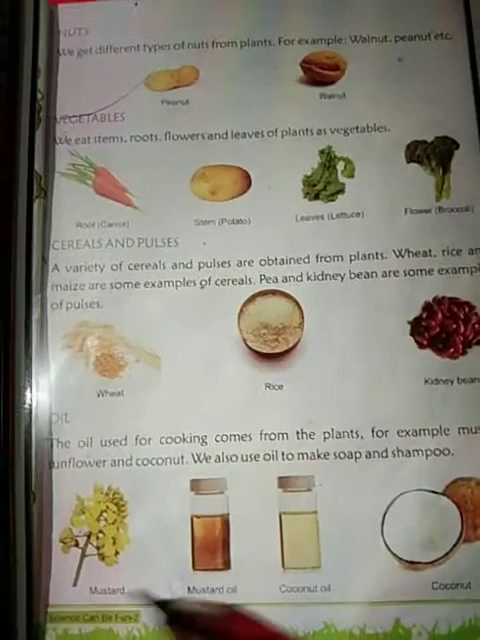 NUTS
We get different types of nuts from plants. For example: Walnut, peanut etc.
Peanut Walnut
VEGETABLES
We eat stems, roots, flowers and leaves of plants as vegetables.
Root (Carrot) Stem (Potato) Leaves (Lettuce) Flower (Broccoli)
CEREALS AND PULSES
A variety of cereals and pulses are obtained from plants. Wheat, rice an
maize are some examples of cereals. Pea and kidney bean are some exampl
of pulses.
Wheat Rice Kidney bean
OIL
The oil used for cooking comes from the plants, for example mus
sunflower and coconut. We also use oil to make soap and shampoo.
Mustard Mustard oil Coconut oil Coconut
Science Can Be Fun-2